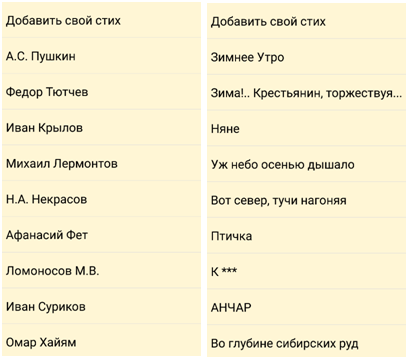 Добавить свой стих
А.С. Пушкин
Федор Тютчев
Иван Крылов
Михаил Лермонтов
Н.А. Некрасов
Афанасий Фет
Ломоносов М.В.
Иван Суриков
Омар Хайям
Добавить свой стих
Зимнее Утро
Зима!.. Крестьянин, торжествуя...
Няне
Уж небо осенью дышало
Вот север, тучи нагоняя
Птичка
К ***
АНЧАР
Во глубине сибирских руд